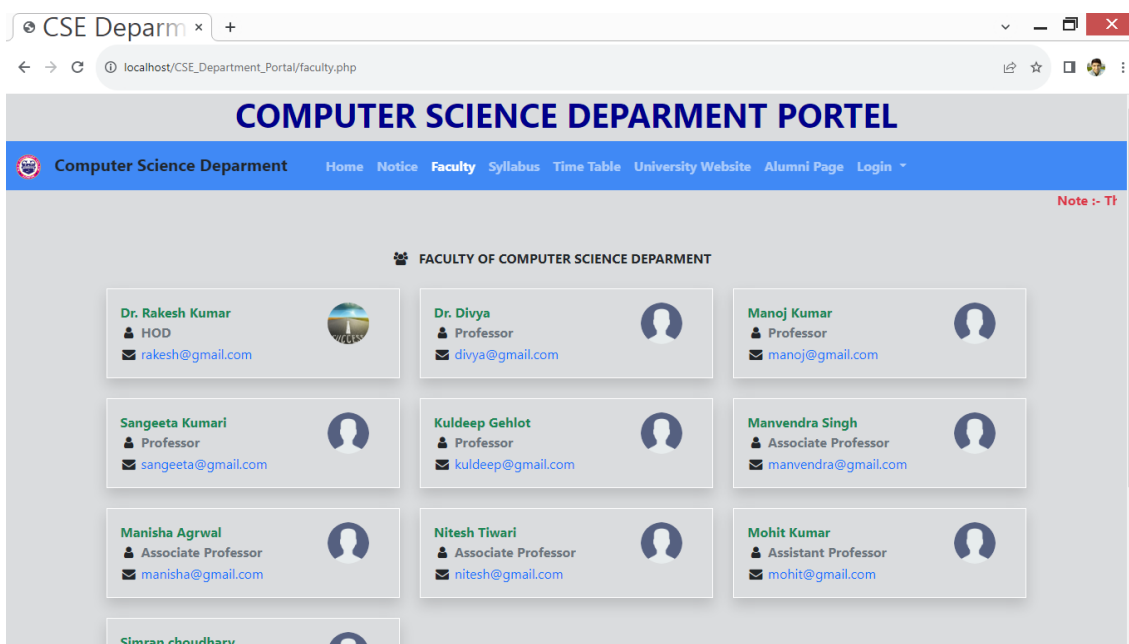 CSE Deparm
localhost/CSE_Department_Portal/faculty.php
COMPUTER SCIENCE DEPARMENT PORTEL
Computer Science Deparment Home Notice Faculty Syllabus Time Table University Website Alumni Page Login
Note :- Th
FACULTY OF COMPUTER SCIENCE DEPARMENT
Dr. Rakesh Kumar
HOD
rakesh@gmail.com
SUCCESS
Dr. Divya
Professor
divya@gmail.com
Manoj Kumar
Professor
manoj@gmail.com
Sangeeta Kumari
Professor
sangeeta@gmail.com
Kuldeep Gehlot
Professor
kuldeep@gmail.com
Manvendra Singh
Associate Professor
manvendra@gmail.com
Manisha Agrwal
Associate Professor
manisha@gmail.com
Nitesh Tiwari
Associate Professor
nitesh@gmail.com
Mohit Kumar
Assistant Professor
mohit@gmail.com
Simran choudhary